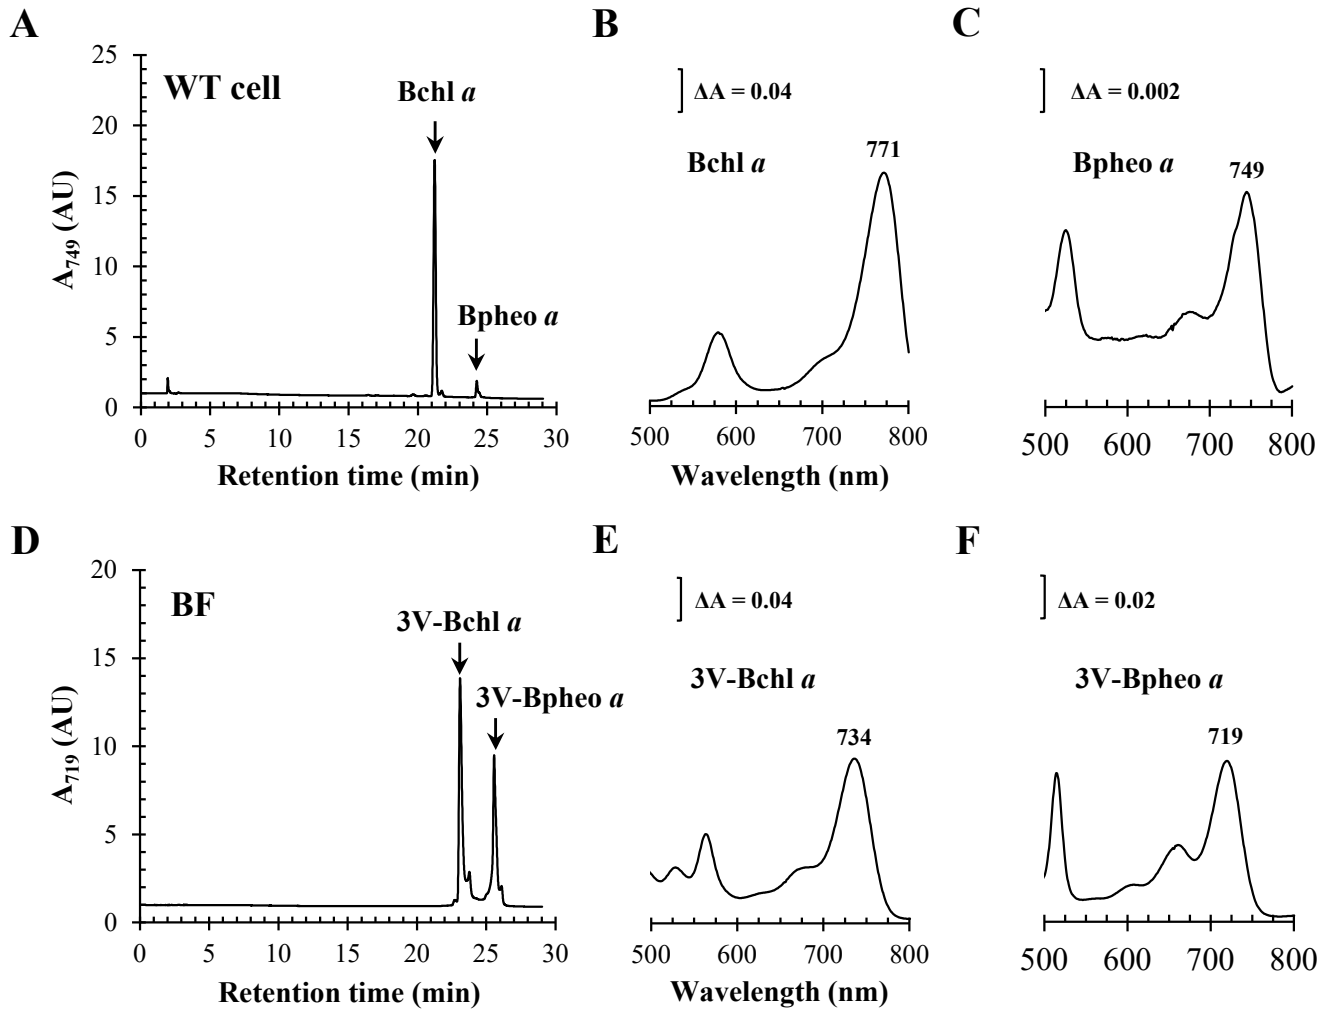 A
WT cell
Bchl a
Bpheo a
A749 (AU)
25
20
15
10
5
0
0 5 10 15 20 25 30
Retention time (min)
B
ΔA = 0.04
Bchl a
771
500 600 700 800
Wavelength (nm)
C
ΔA = 0.002
Bpheo a
749
500 600 700 800
D
BF
3V-Bchl a
3V-Bpheo a
A719 (AU)
20
15
10
5
0
0 5 10 15 20 25 30
Retention time (min)
E
ΔA = 0.04
3V-Bchl a
734
500 600 700 800
Wavelength (nm)
F
ΔA = 0.02
3V-Bpheo a
719
500 600 700 800